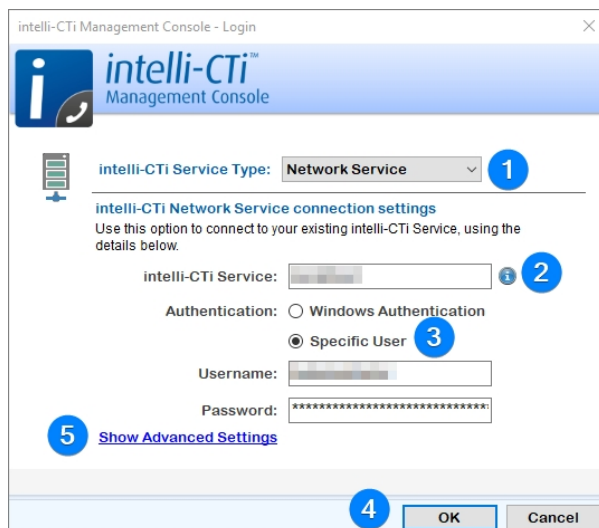 intelli-CTi Management Console - Login
intelli-CTi™
Management Console
intelli-CTi Service Type: Network Service 1
intelli-CTi Network Service connection settings
Use this option to connect to your existing intelli-CTi Service, using the
details below.
intelli-CTi Service: 2
Authentication: Windows Authentication
Specific User 3
Username:
Password: ******************************
5 Show Advanced Settings
4 OK Cancel